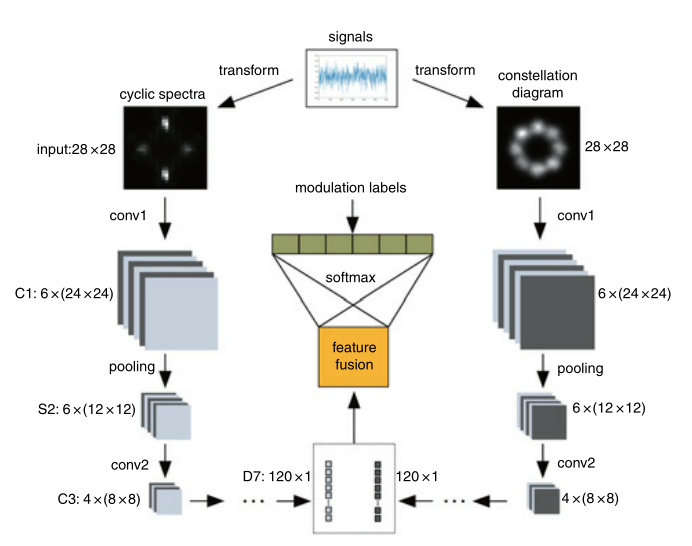 signals
transform
transform
cyclic spectra
constellation
diagram
input:28×28
28×28
modulation labels
conv1
conv1
softmax
C1: 6×(24×24)
6×(24×24)
feature
fusion
pooling
pooling
S2: 6×(12×12)
6×(12×12)
conv2
conv2
D7: 120×1
120×1
C3: 4×(8×8)
4×(8×8)